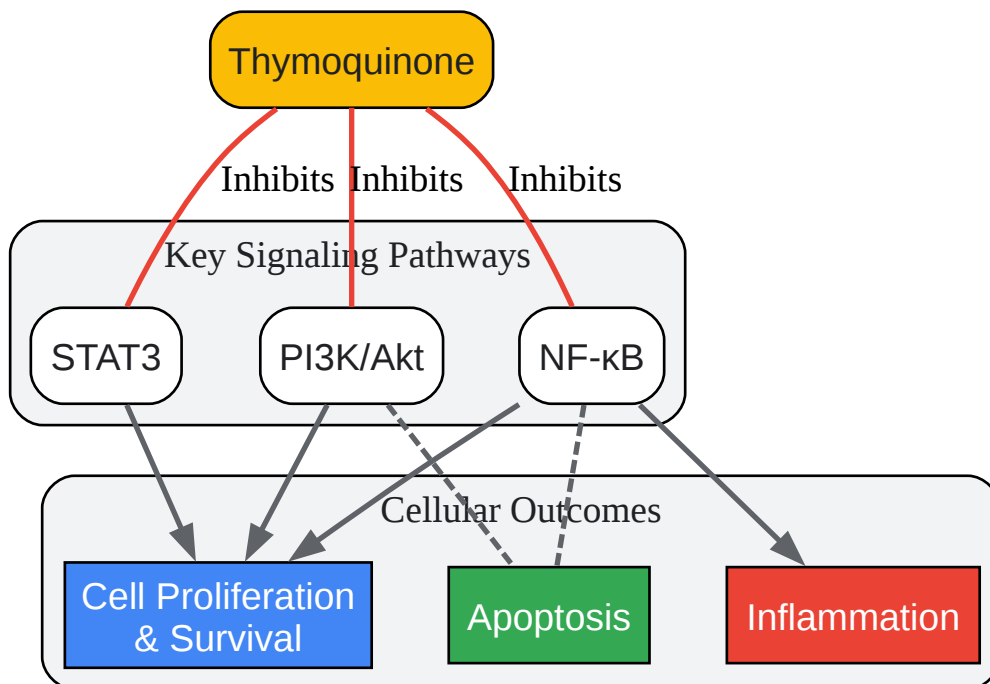 Thymoquinone
Inhibits Inhibits Inhibits
Key Signaling Pathways
STAT3 PI3K/Akt NF-κB
Cellular Outcomes
Cell Proliferation
& Survival
Apoptosis
Inflammation